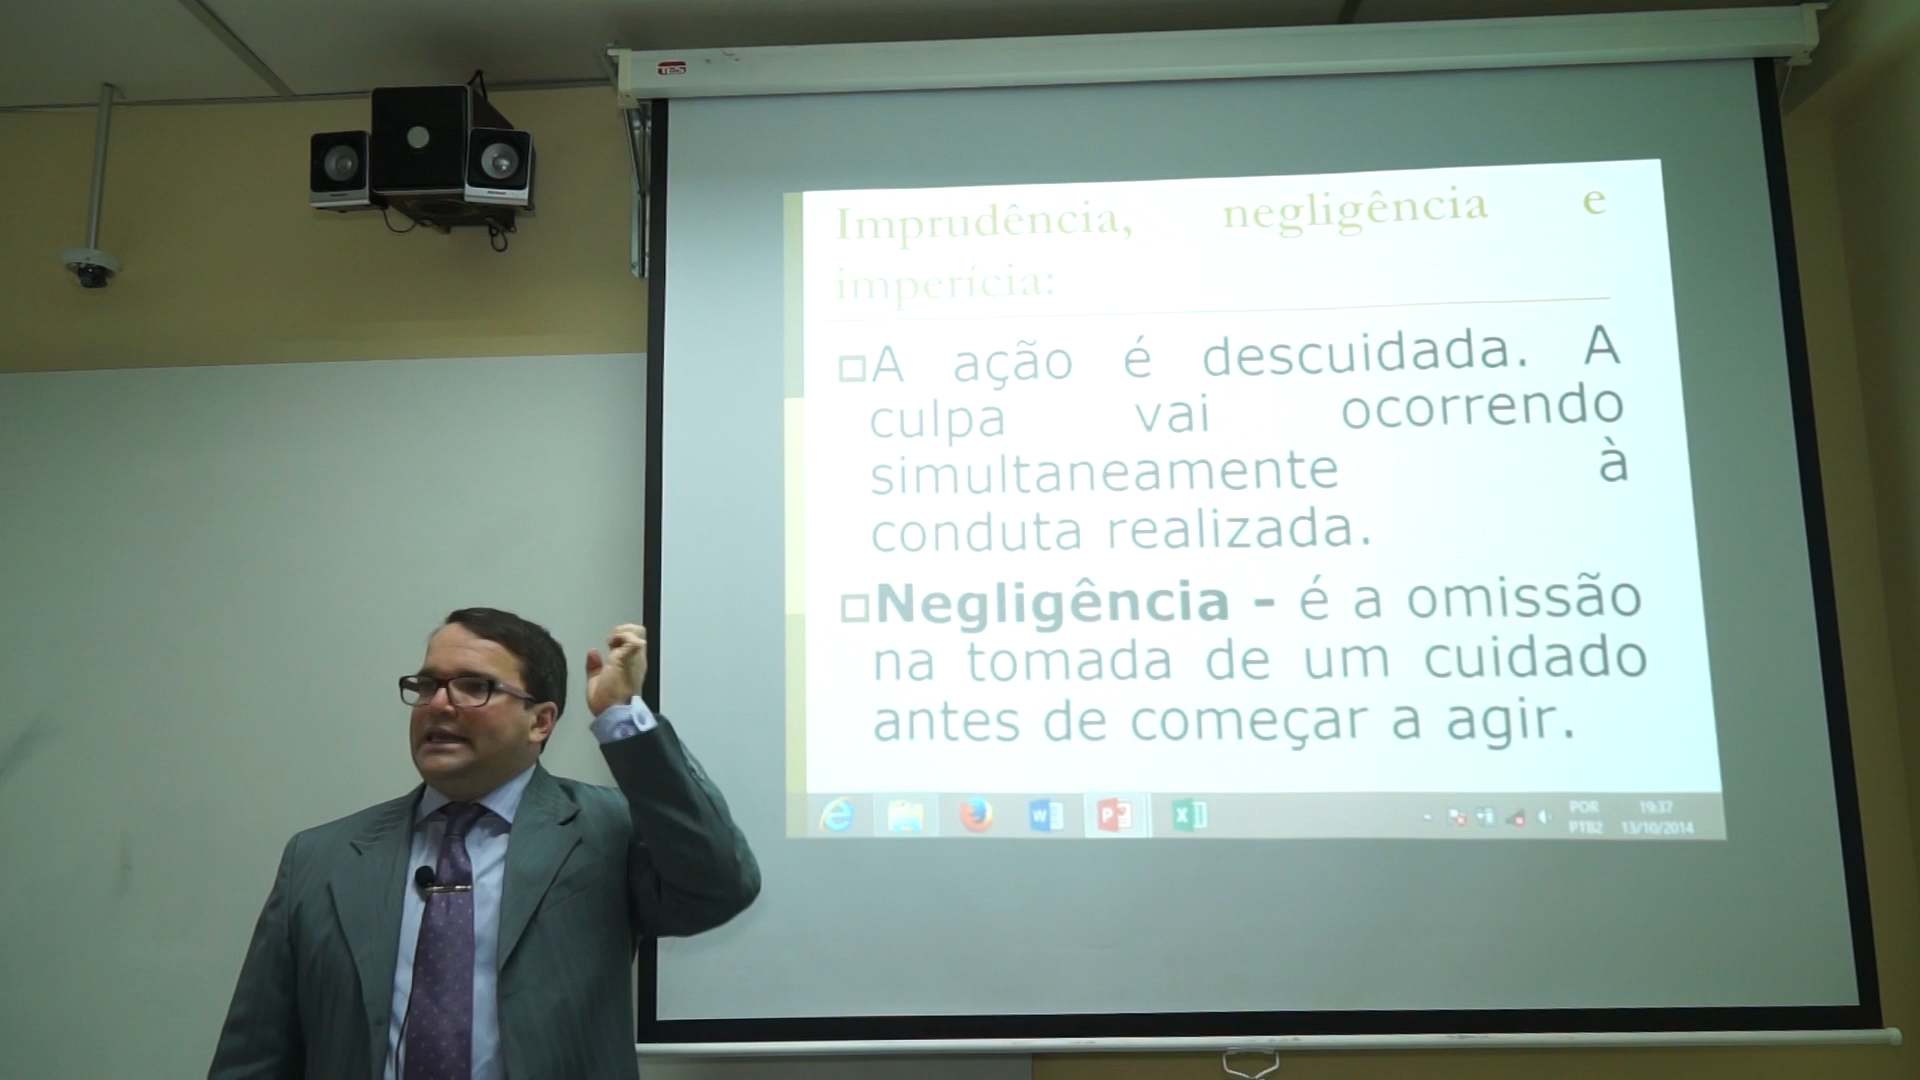 TES
Imprudência, negligência e
imperícia:
A ação é descuidada. A
culpa vai ocorrendo
simultaneamente à
conduta realizada.
Negligência - é a omissão
na tomada de um cuidado
antes de começar a agir.
POR 19:37
PTB2 13/10/2014